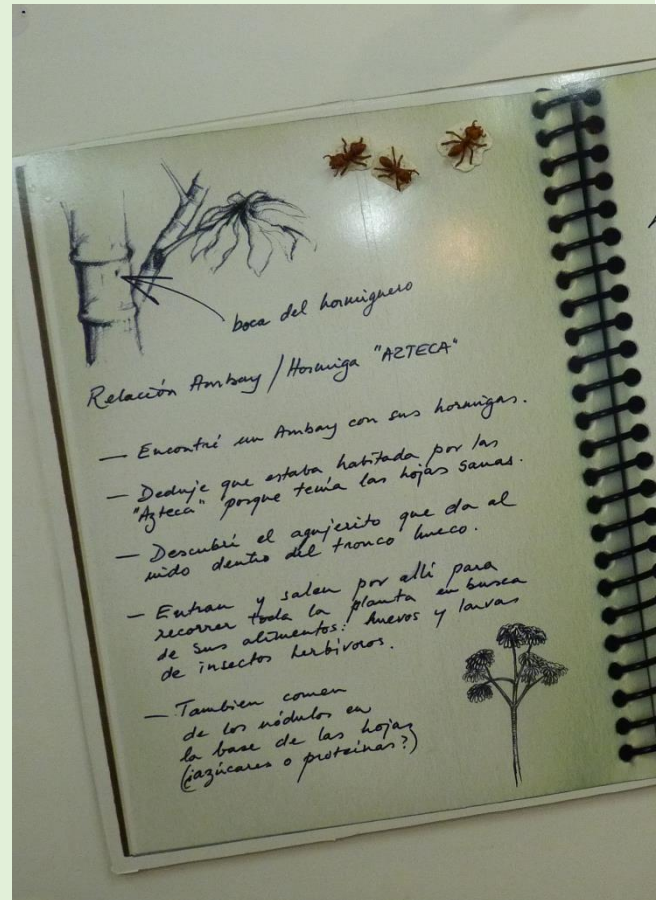 boca del hormiguero
Relación Ambay / Hormiga "AZTECA"
— Encontré un Ambay con sus hormigas.
— Deduje que estaba habitada por las
"Azteca" porque tenía las hojas sanas.
— Descubrí el agujerito que da al
nido dentro del tronco hueco.
— Entran y salen por allí para
recorrer toda la planta en busca
de sus alimentos: huevos y larvas
de insectos herbívoros.
— Tambien comen
de los nódulos en
la base de las hojas
(¿azúcares o proteínas?)